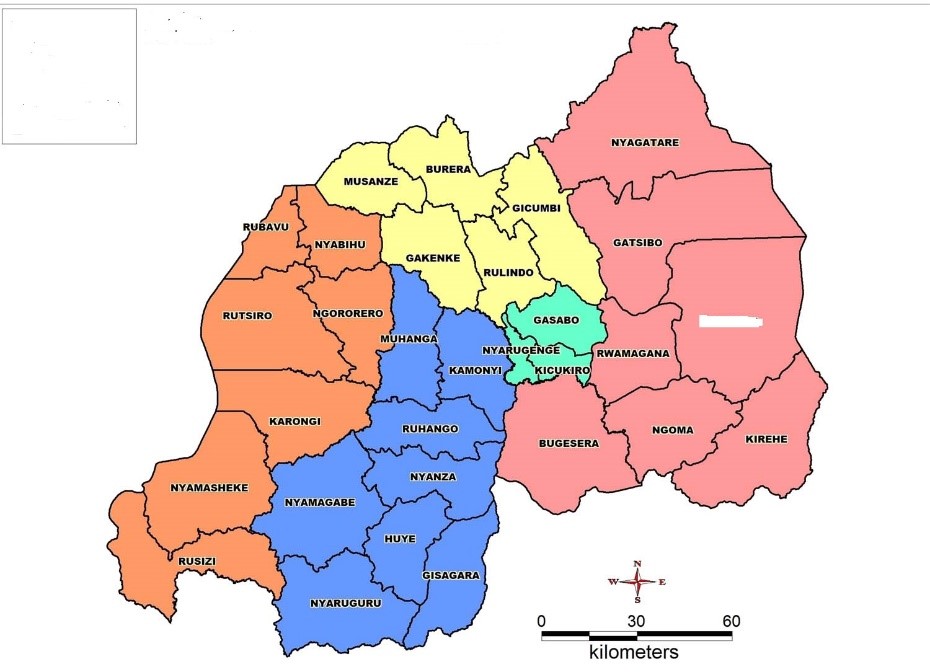 NYAGATARE
BURERA
MUSANZE
GICUMBI
RUBAVU
NYABIHU
GATSIBO
GAKENKE
RULINDO
RUTSIRO
NGORORERO
GASABO
MUHANGA
NYARUGENGE
RWAMAGANA
KAMONYI
KICUKIRO
KARONGI
RUHANGO
NGOMA
KIREHE
BUGESERA
NYANZA
NYAMASHEKE
NYAMAGABE
HUYE
RUSIZI
GISAGARA
NYARUGURU
N
W E
S
0 30 60
kilometers